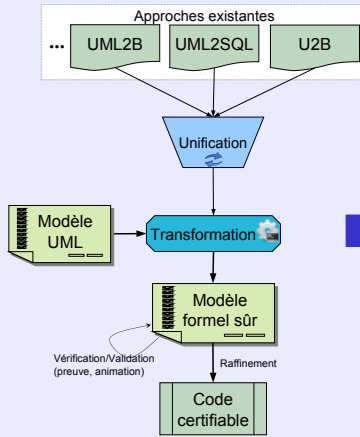 Approches existantes
... UML2B UML2SQL U2B
Unification
Modèle
UML
Transformation
Modèle
formel sûr
Vérification/Validation
(preuve, animation)
Raffinement
Code
certifiable